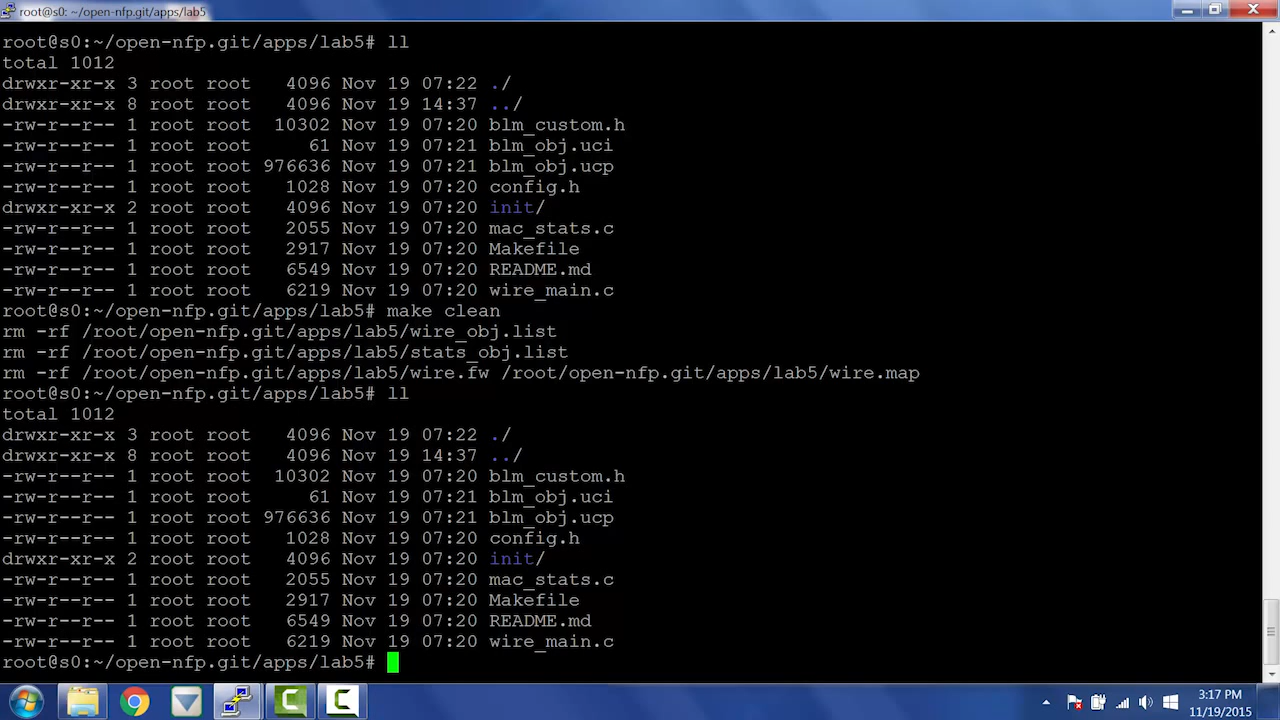 root@s0: ~/open-nfp.git/apps/lab5
root@s0:~/open-nfp.git/apps/lab5# ll
total 1012
drwxr-xr-x 3 root root   4096 Nov 19 07:22 ./
drwxr-xr-x 8 root root   4096 Nov 19 14:37 ../
-rw-r--r-- 1 root root  10302 Nov 19 07:20 blm_custom.h
-rw-r--r-- 1 root root     61 Nov 19 07:21 blm_obj.uci
-rw-r--r-- 1 root root 976636 Nov 19 07:21 blm_obj.ucp
-rw-r--r-- 1 root root   1028 Nov 19 07:20 config.h
drwxr-xr-x 2 root root   4096 Nov 19 07:20 init/
-rw-r--r-- 1 root root   2055 Nov 19 07:20 mac_stats.c
-rw-r--r-- 1 root root   2917 Nov 19 07:20 Makefile
-rw-r--r-- 1 root root   6549 Nov 19 07:20 README.md
-rw-r--r-- 1 root root   6219 Nov 19 07:20 wire_main.c
root@s0:~/open-nfp.git/apps/lab5# make clean
rm -rf /root/open-nfp.git/apps/lab5/wire_obj.list
rm -rf /root/open-nfp.git/apps/lab5/stats_obj.list
rm -rf /root/open-nfp.git/apps/lab5/wire.fw /root/open-nfp.git/apps/lab5/wire.map
root@s0:~/open-nfp.git/apps/lab5# ll
total 1012
drwxr-xr-x 3 root root   4096 Nov 19 07:22 ./
drwxr-xr-x 8 root root   4096 Nov 19 14:37 ../
-rw-r--r-- 1 root root  10302 Nov 19 07:20 blm_custom.h
-rw-r--r-- 1 root root     61 Nov 19 07:21 blm_obj.uci
-rw-r--r-- 1 root root 976636 Nov 19 07:21 blm_obj.ucp
-rw-r--r-- 1 root root   1028 Nov 19 07:20 config.h
drwxr-xr-x 2 root root   4096 Nov 19 07:20 init/
-rw-r--r-- 1 root root   2055 Nov 19 07:20 mac_stats.c
-rw-r--r-- 1 root root   2917 Nov 19 07:20 Makefile
-rw-r--r-- 1 root root   6549 Nov 19 07:20 README.md
-rw-r--r-- 1 root root   6219 Nov 19 07:20 wire_main.c
root@s0:~/open-nfp.git/apps/lab5#
3:17 PM
11/19/2015